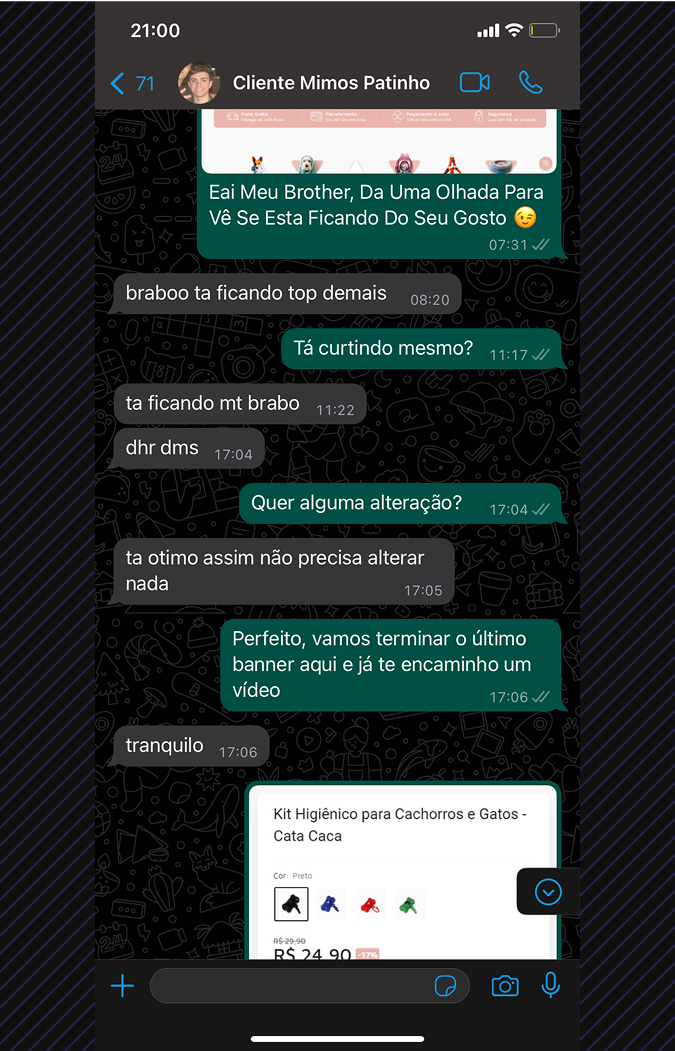 21:00
71
Cliente Mimos Patinho
Frete Grátis
Parcelamento
Pagamento à vista
Segurança
Eai Meu Brother, Da Uma Olhada Para
Vê Se Esta Ficando Do Seu Gosto 😉
07:31
braboo ta ficando top demais
08:20
Tá curtindo mesmo?
11:17
ta ficando mt brabo
11:22
dhr dms
17:04
Quer alguma alteração?
17:04
ta otimo assim não precisa alterar
nada
17:05
Perfeito, vamos terminar o último
banner aqui e já te encaminho um
vídeo
17:06
tranquilo
17:06
Kit Higiênico para Cachorros e Gatos -
Cata Caca
Cor: Preto
R$ 29,90
R$ 24,90
-17%